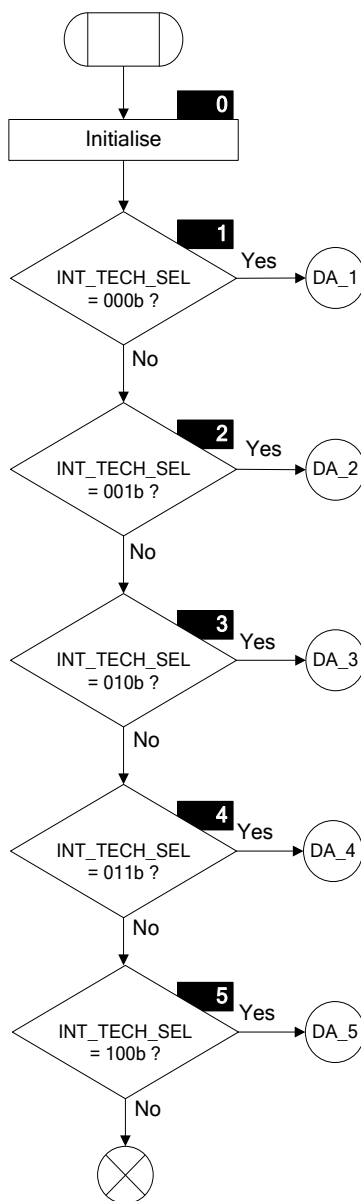 0
Initialise
1
INT_TECH_SEL
= 000b ?
Yes
DA_1
No
2
INT_TECH_SEL
= 001b ?
Yes
DA_2
No
3
INT_TECH_SEL
= 010b ?
Yes
DA_3
No
4
INT_TECH_SEL
= 011b ?
Yes
DA_4
No
5
INT_TECH_SEL
= 100b ?
Yes
DA_5
No